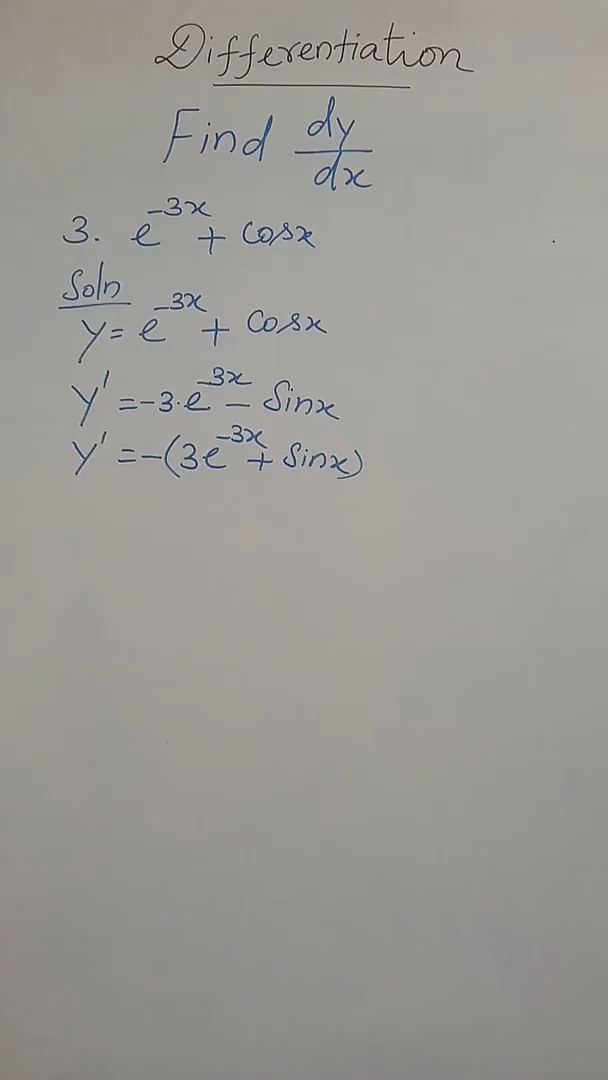 Differentiation
Find dy/dx
3. e^{-3x} + cosx
Soln
y = e^{-3x} + cosx
y' = -3·e^{-3x} - sinx
y' = -(3e^{-3x} + sinx)